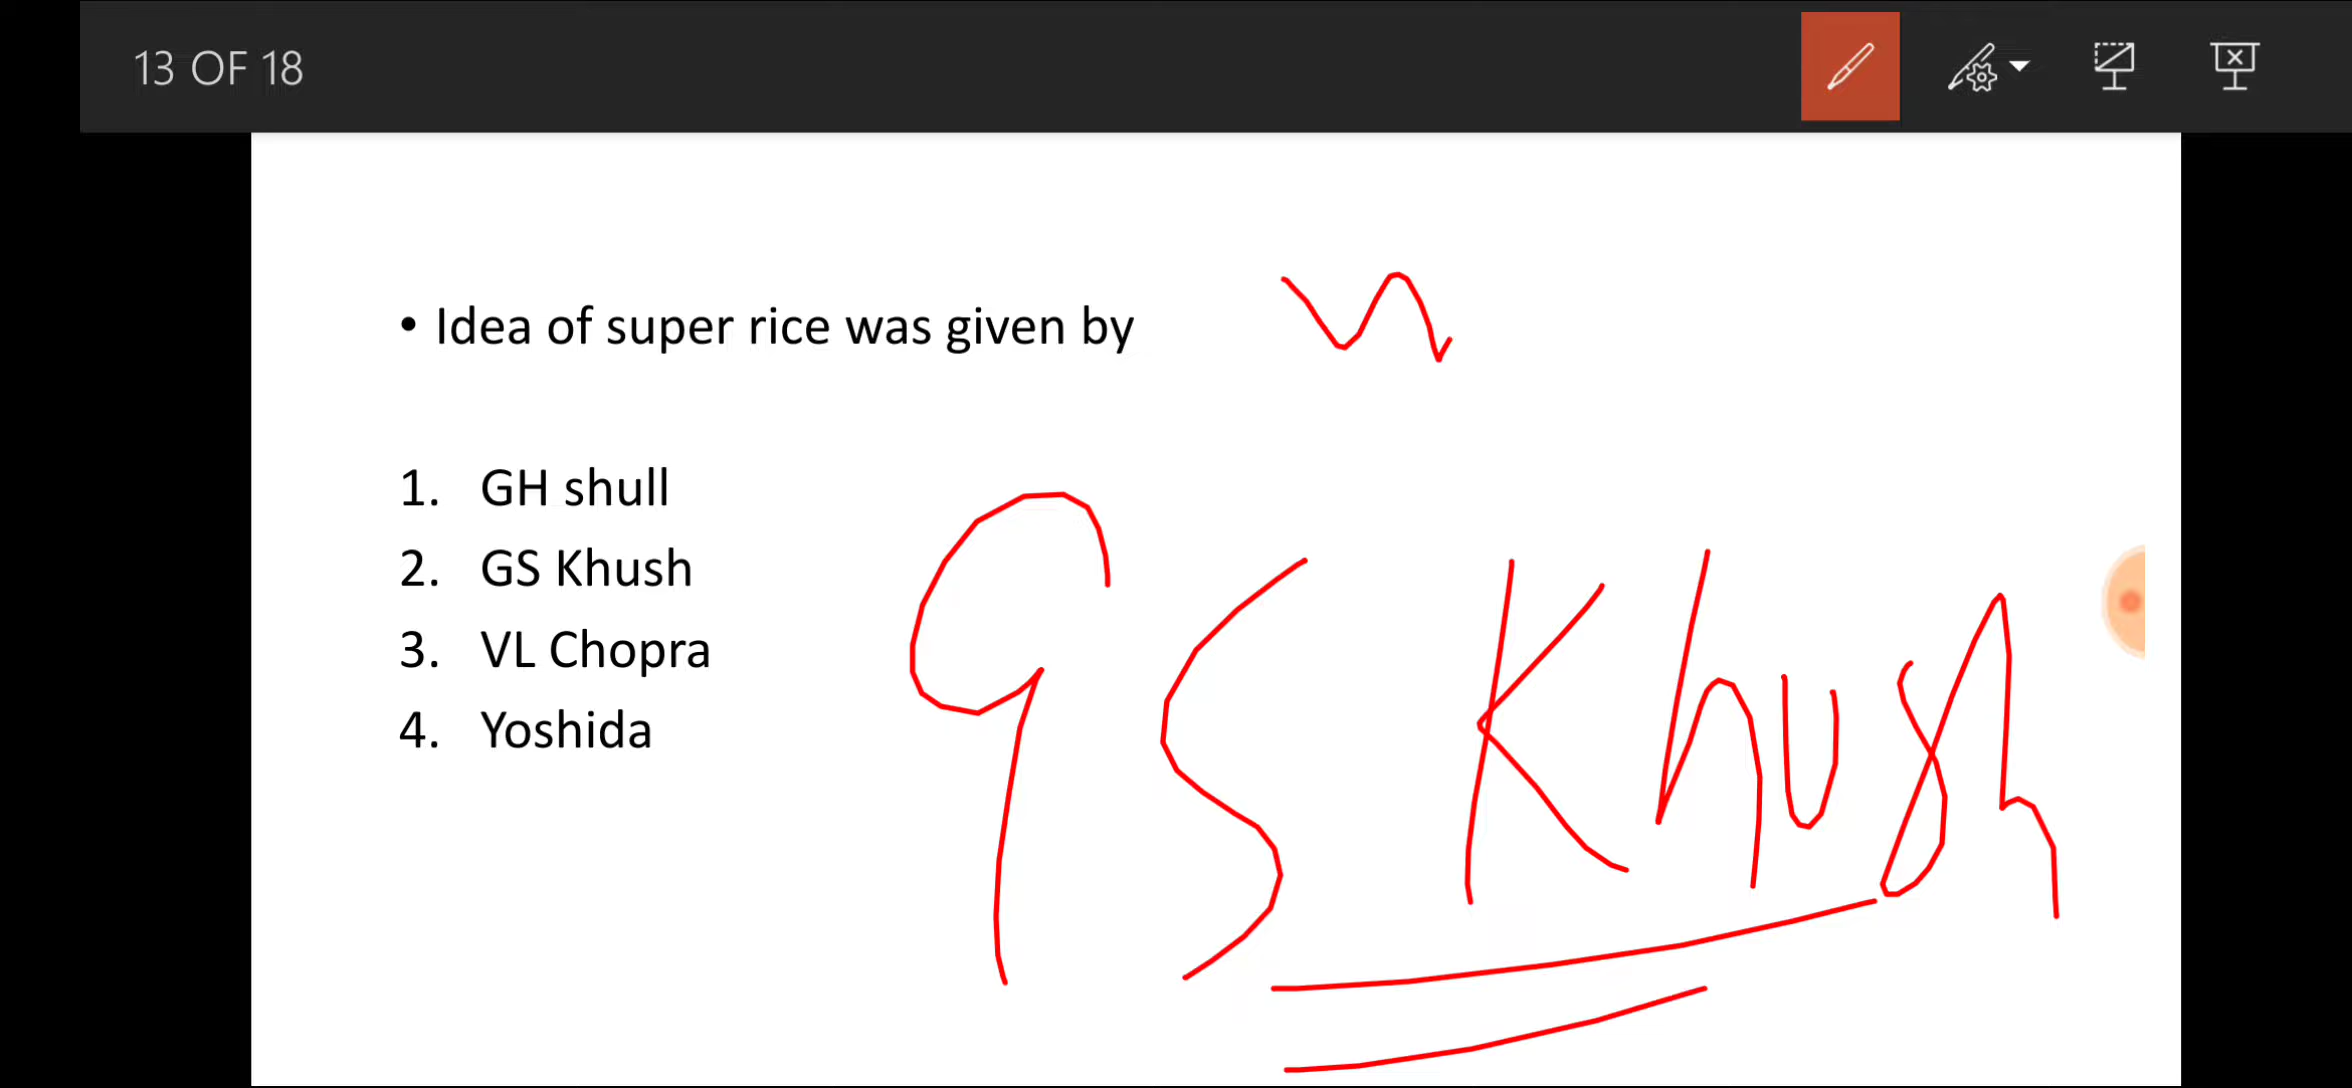 13 OF 18
• Idea of super rice was given by
1. GH shull
2. GS Khush
3. VL Chopra
4. Yoshida
GS Khush